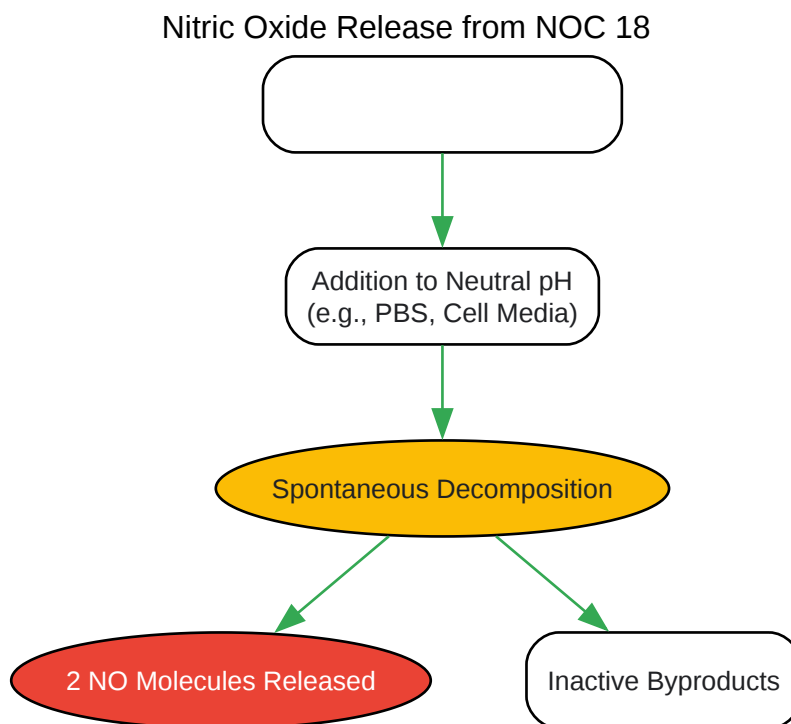 Nitric Oxide Release from NOC 18
Addition to Neutral pH
(e.g., PBS, Cell Media)
Spontaneous Decomposition
2 NO Molecules Released
Inactive Byproducts